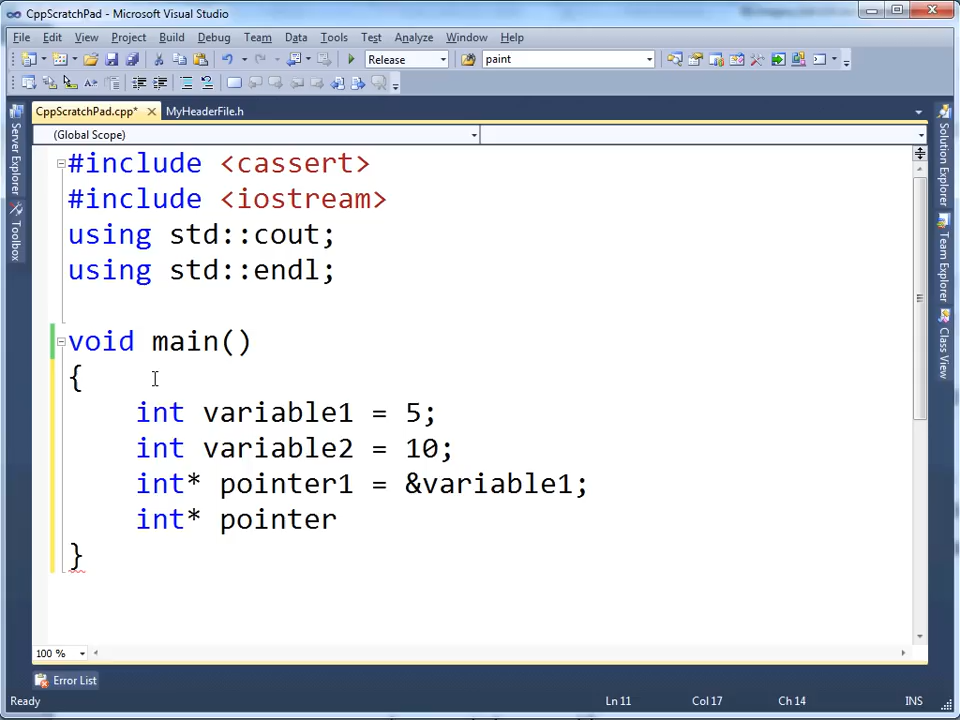 CppScratchPad - Microsoft Visual Studio
File Edit View Project Build Debug Team Data Tools Test Analyze Window Help
Release paint
CppScratchPad.cpp* MyHeaderFile.h
(Global Scope)
#include <cassert>
#include <iostream>
using std::cout;
using std::endl;
void main()
{
int variable1 = 5;
int variable2 = 10;
int* pointer1 = &variable1;
int* pointer
}
100 %
Error List
Ready Ln 11 Col 17 Ch 14 INS
Server Explorer
Toolbox
Solution Explorer
Team Explorer
Class View